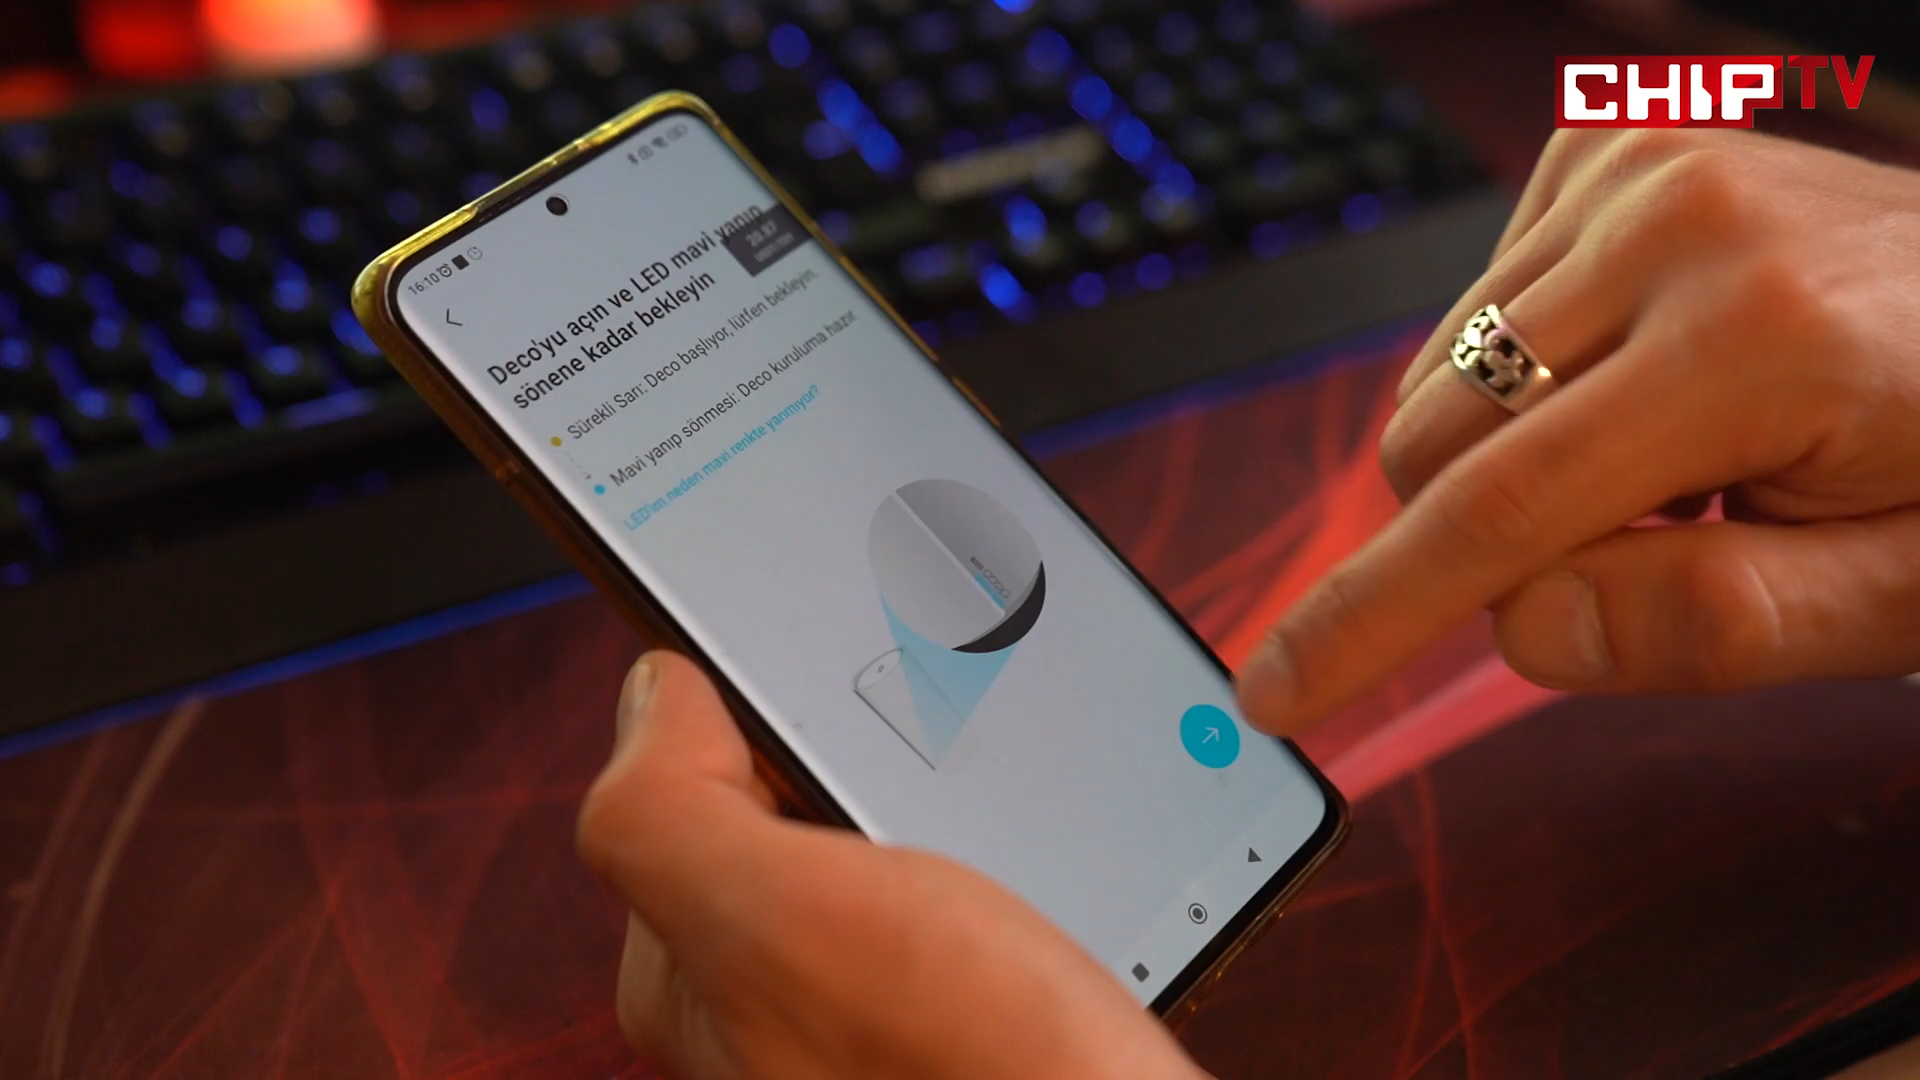 CHIP TV
16:10
Deco'yu açın ve LED mavi yanıp
sönene kadar bekleyin
Sürekli Sarı: Deco başlıyor, lütfen bekleyin.
Mavi yanıp sönmesi: Deco kuruluma hazır.
LED'im neden mavi renkte yanmıyor?
deco